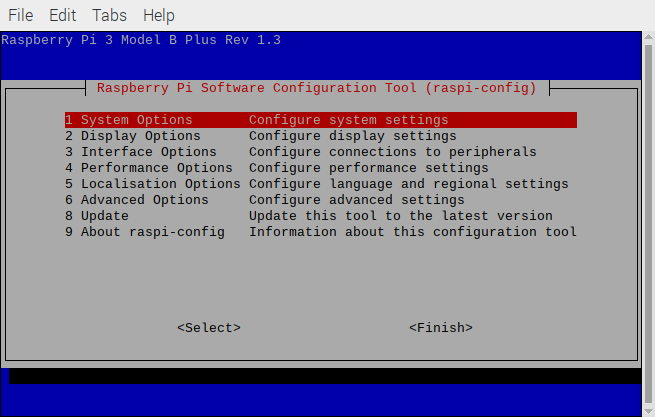 File Edit Tabs Help
Raspberry Pi 3 Model B Plus Rev 1.3
Raspberry Pi Software Configuration Tool (raspi-config)
1 System Options Configure system settings
2 Display Options Configure display settings
3 Interface Options Configure connections to peripherals
4 Performance Options Configure performance settings
5 Localisation Options Configure language and regional settings
6 Advanced Options Configure advanced settings
8 Update Update this tool to the latest version
9 About raspi-config Information about this configuration tool
<Select> <Finish>